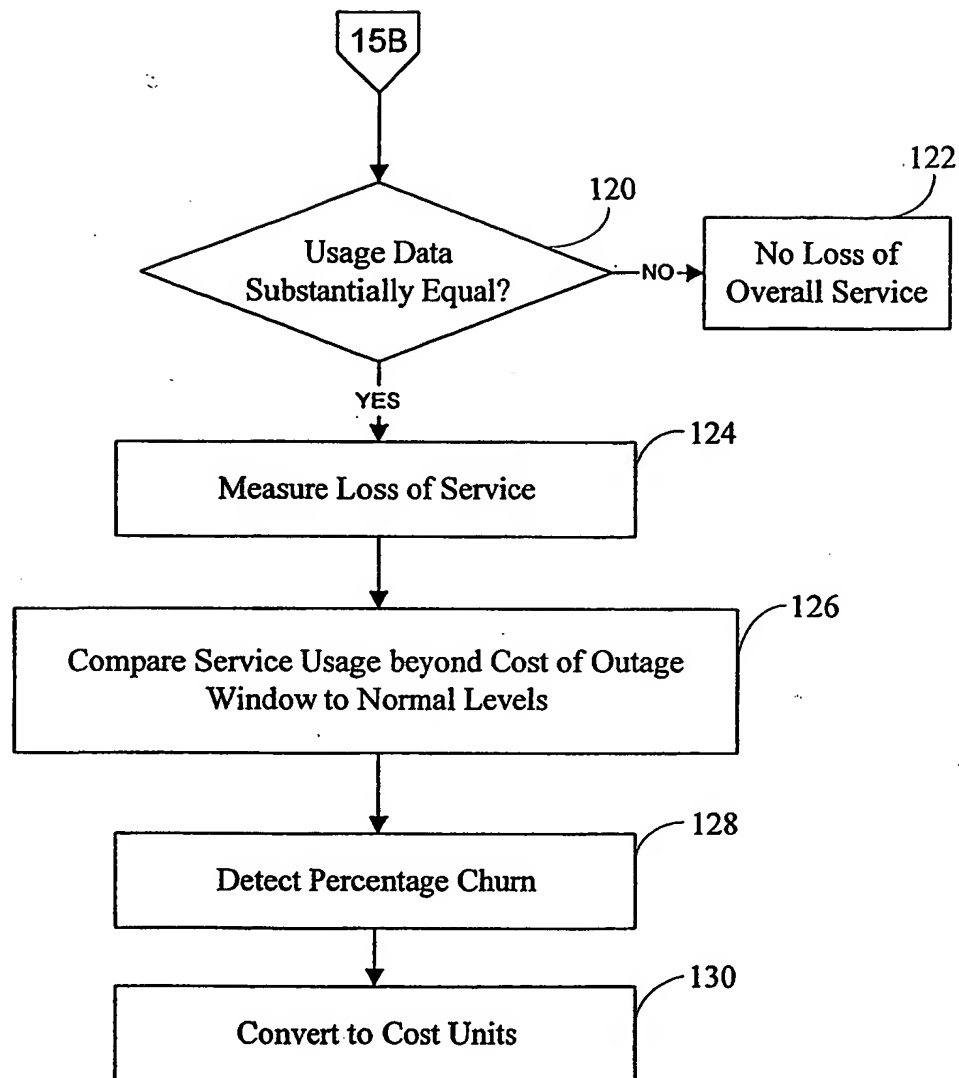 15B
120
Usage Data
Substantially Equal?
NO
122
No Loss of
Overall Service
YES
124
Measure Loss of Service
126
Compare Service Usage beyond Cost of Outage
Window to Normal Levels
128
Detect Percentage Churn
130
Convert to Cost Units